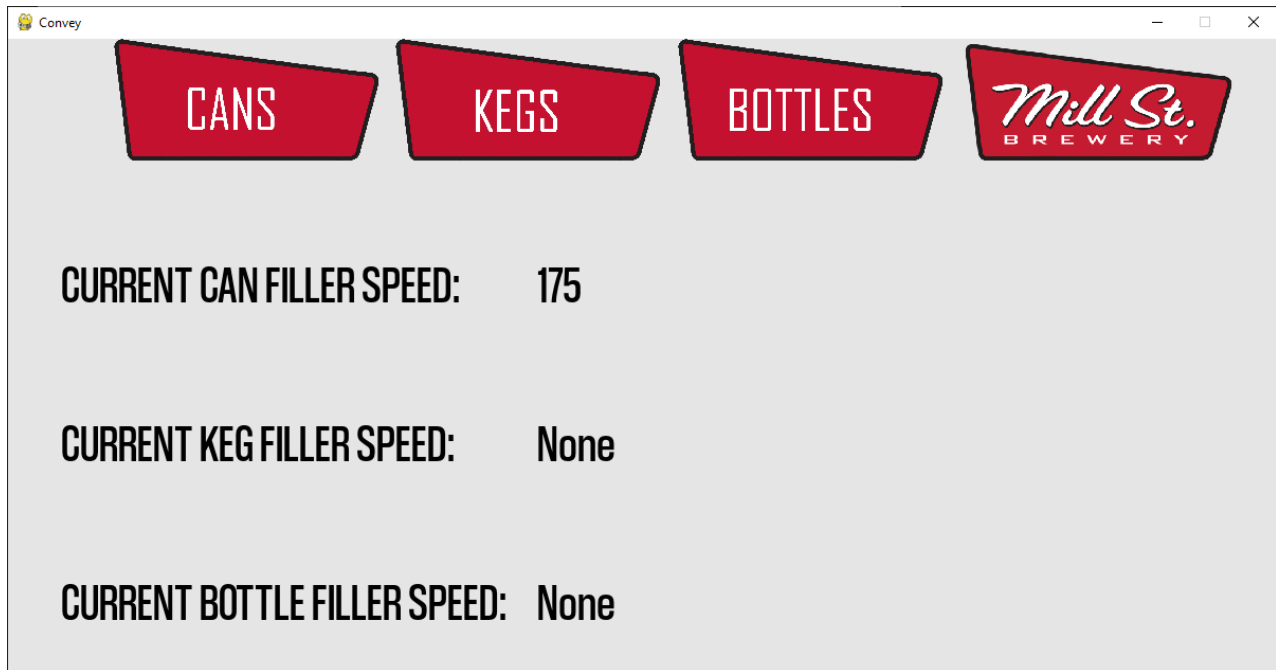 Convey
CANS
KEGS
BOTTLES
Mill St.
BREWERY
CURRENT CAN FILLER SPEED: 175
CURRENT KEG FILLER SPEED: None
CURRENT BOTTLE FILLER SPEED: None